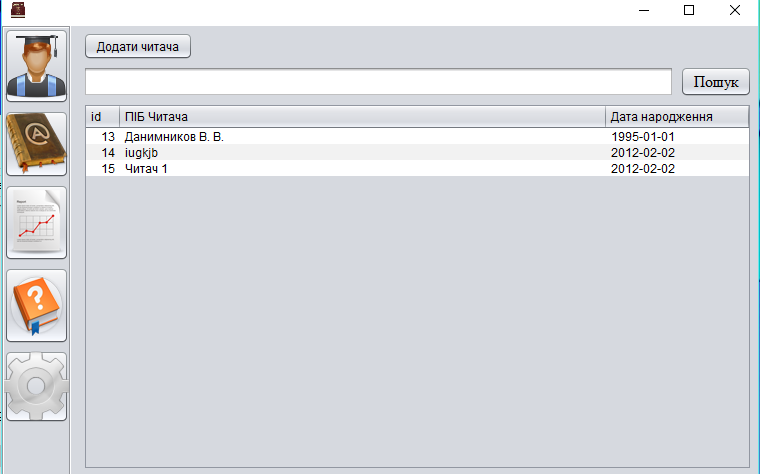 Додати читача
Пошук
id ПІБ Читача Дата народження
13 Данимников В. В. 1995-01-01
14 iugkjb 2012-02-02
15 Читач 1 2012-02-02